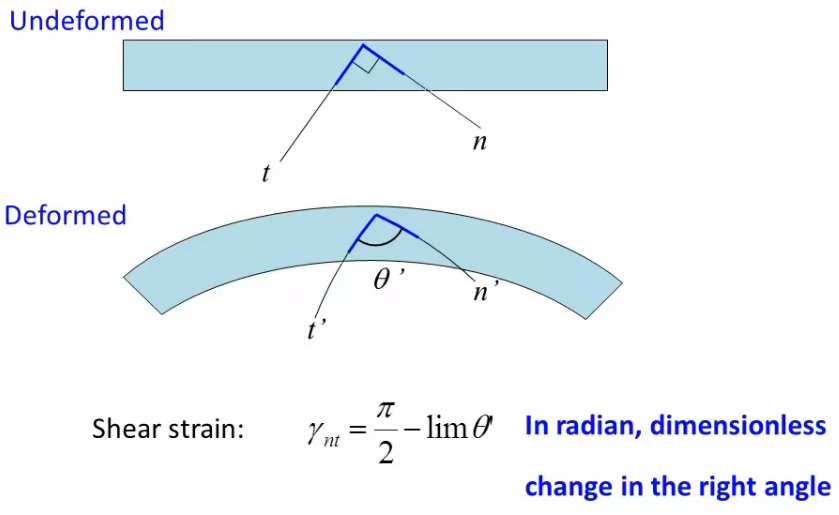 Undeformed
n
t
Deformed
θ ’
n’
t’
Shear strain: γnt = π/2 − lim θ' In radian, dimensionless
change in the right angle